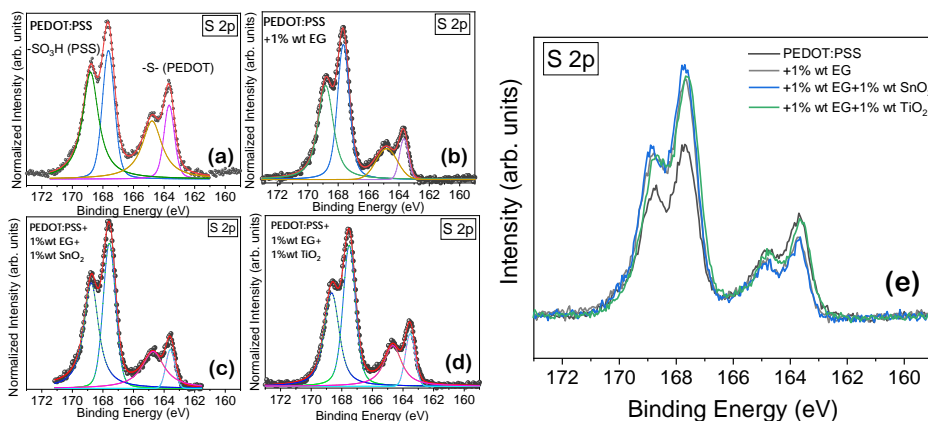 PEDOT:PSS
S 2p
-SO₃H (PSS)
-S- (PEDOT)
(a)
Normalized Intensity (arb. units)
172 170 168 166 164 162 160
Binding Energy (eV)
PEDOT:PSS
+1% wt EG
S 2p
(b)
Normalized Intensity (arb. units)
172 170 168 166 164 162 160
Binding Energy (eV)
PEDOT:PSS+
1%wt EG+
1%wt SnO₂
S 2p
(c)
Normalized Intensity (arb. units)
172 170 168 166 164 162 160
Binding Energy (eV)
PEDOT:PSS+
1%wt EG+
1%wt TiO₂
S 2p
(d)
Normalized Intensity (arb. units)
172 170 168 166 164 162 160
Binding Energy (eV)
S 2p
PEDOT:PSS
+1% wt EG
+1% wt EG+1% wt SnO₂
+1% wt EG+1% wt TiO₂
(e)
Intensity (arb. units)
172 170 168 166 164 162 160
Binding Energy (eV)